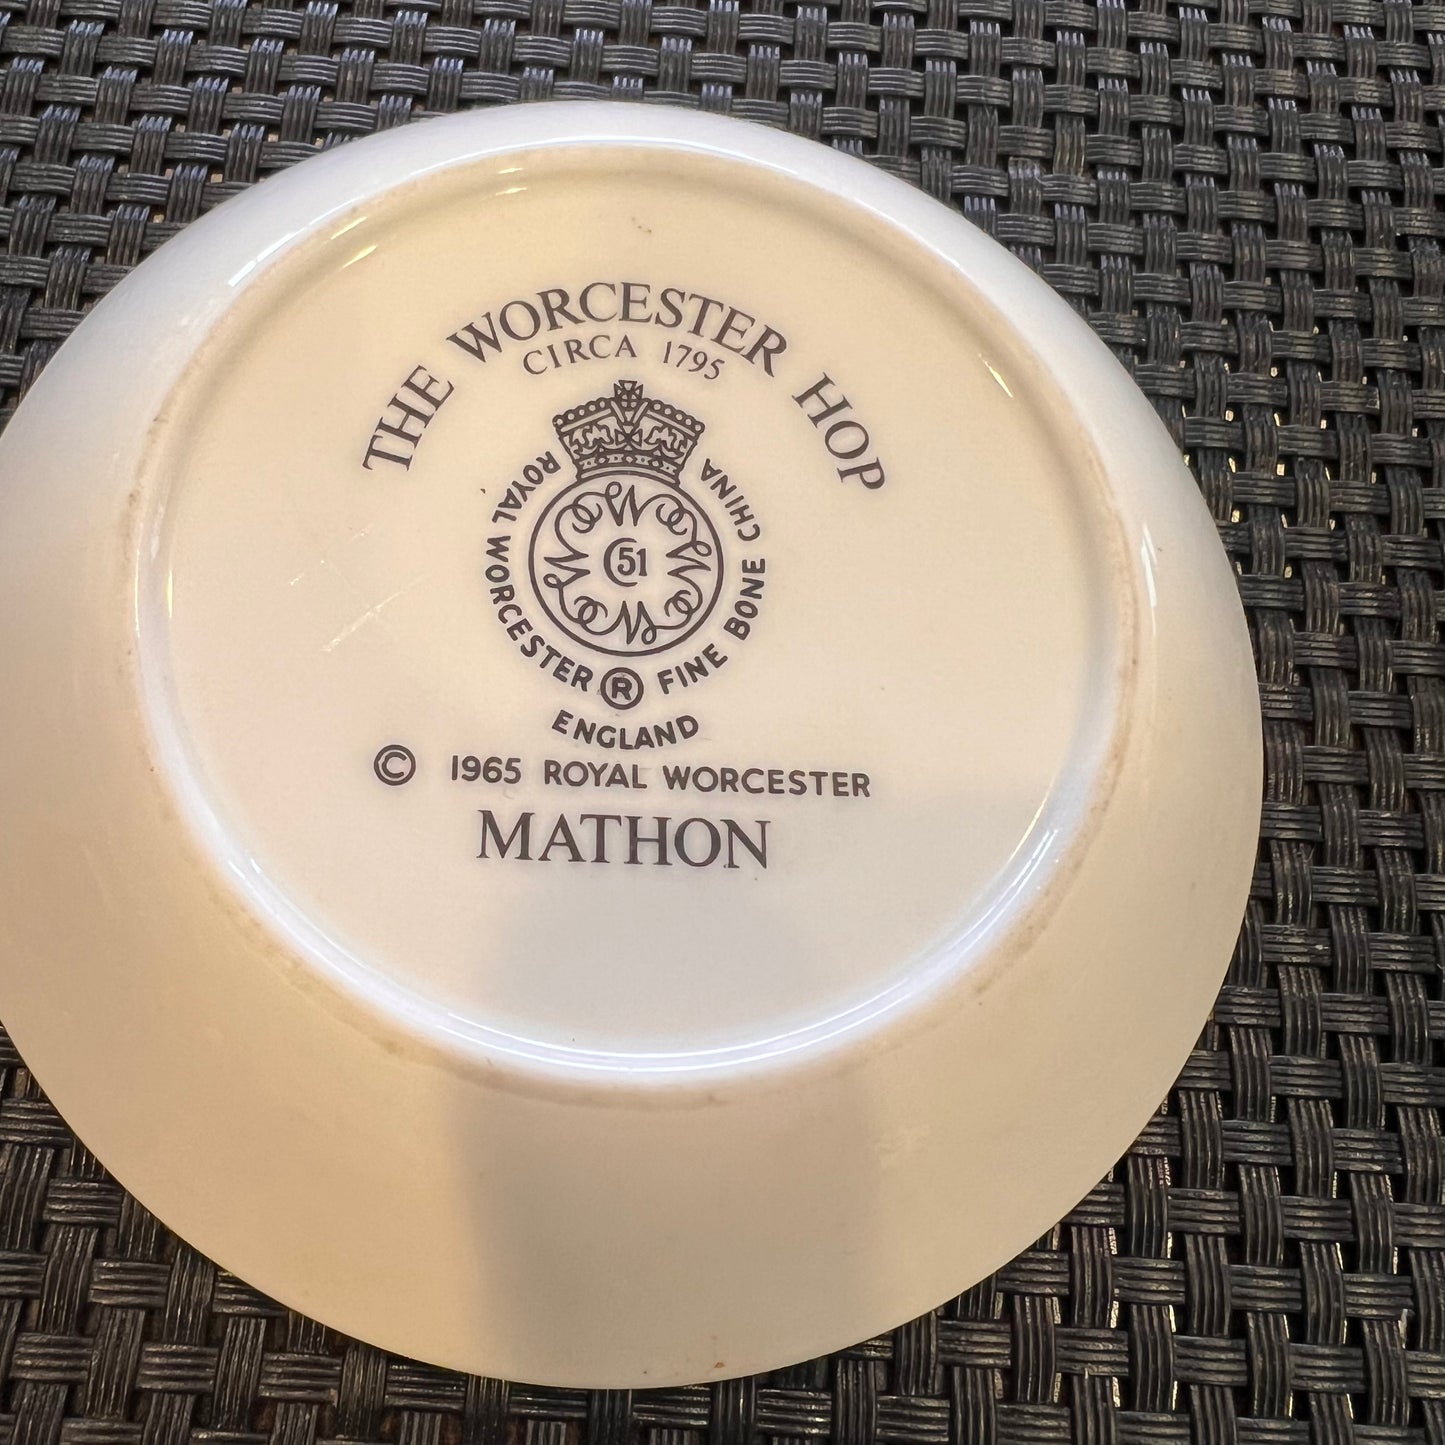 THE WORCESTER HOP
CIRCA 1795
ROYAL WORCESTER ® FINE BONE CHINA
C 51
ENGLAND
© 1965 ROYAL WORCESTER
MATHON